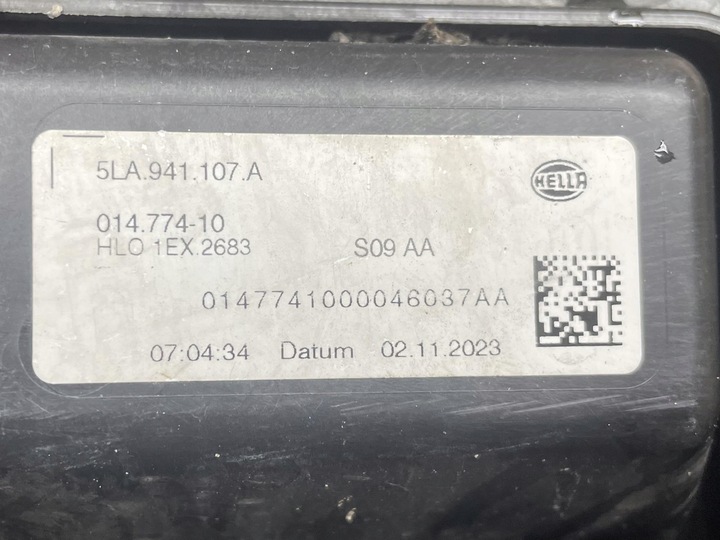 5LA.941.107.A
HELLA
014.774-10
HLO 1EX.2683 S09 AA
0147741000046037AA
07:04:34 Datum 02.11.2023